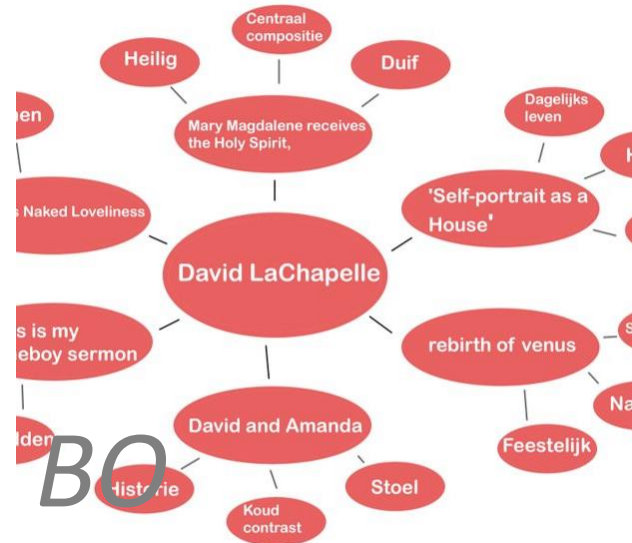 Centraal
compositie
Heilig
Duif
Mary Magdalene receives
the Holy Spirit,
Dagelijks
leven
'Self-portrait as a
House'
Naked Loveliness
David LaChapelle
is my
sermon
rebirth of venus
David and Amanda
Feestelijk
Historie
Stoel
Koud
contrast
BO